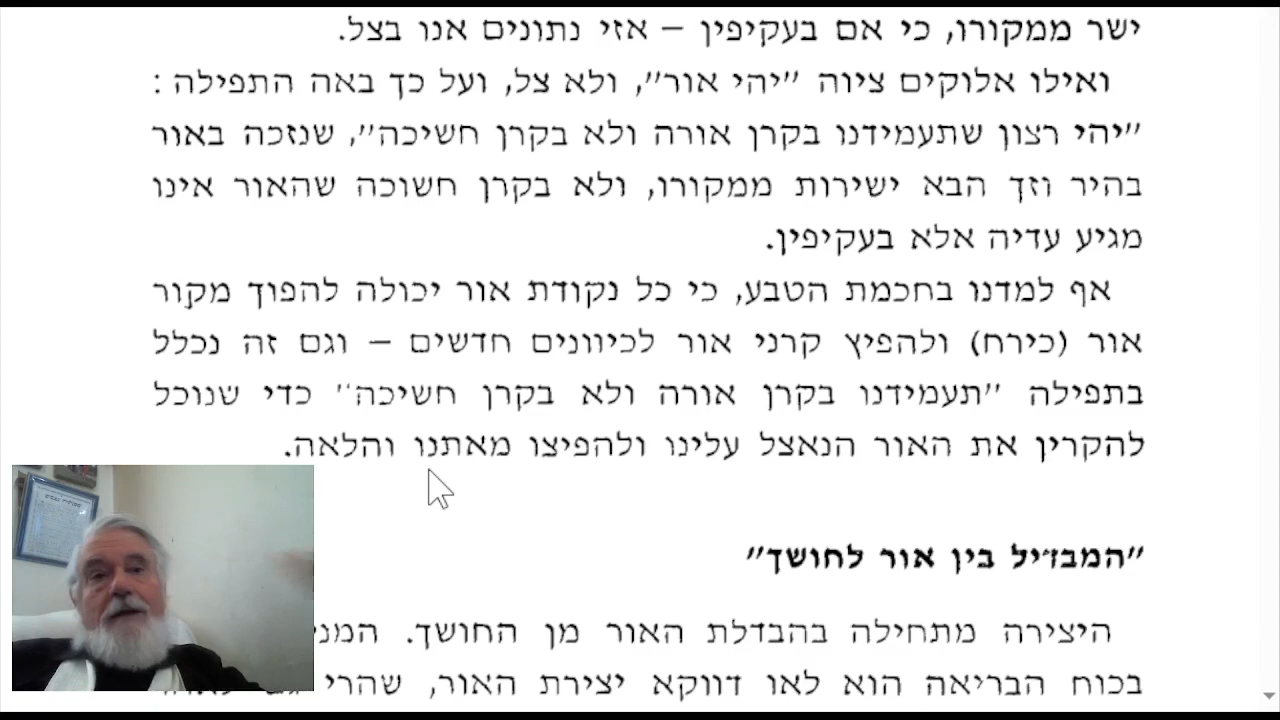 ישר ממקורו, כי אם בעקיפין – אזי נתונים אנו בצל.
ואילו אלוקים ציוה ״יהי אור״, ולא צל, ועל כך באה התפילה:
״יהי רצון שתעמידנו בקרן אורה ולא בקרן חשיכה״, שנזכה באור
בהיר וזך הבא ישירות ממקורו, ולא בקרן חשוכה שהאור אינו
מגיע עדיה אלא בעקיפין.
אף למדנו בחכמת הטבע, כי כל נקודת אור יכולה להפוך מקור
אור (כירח) ולהפיץ קרני אור לכיוונים חדשים – וגם זה נכלל
בתפילה ״תעמידנו בקרן אורה ולא בקרן חשיכה״ כדי שנוכל
להקרין את האור הנאצל עלינו ולהפיצו מאתנו והלאה.
״המבדיל בין אור לחושך״
היצירה מתחילה בהבדלת האור מן החושך.
בכוח הבריאה הוא לאו דווקא יצירת האור, שהרי